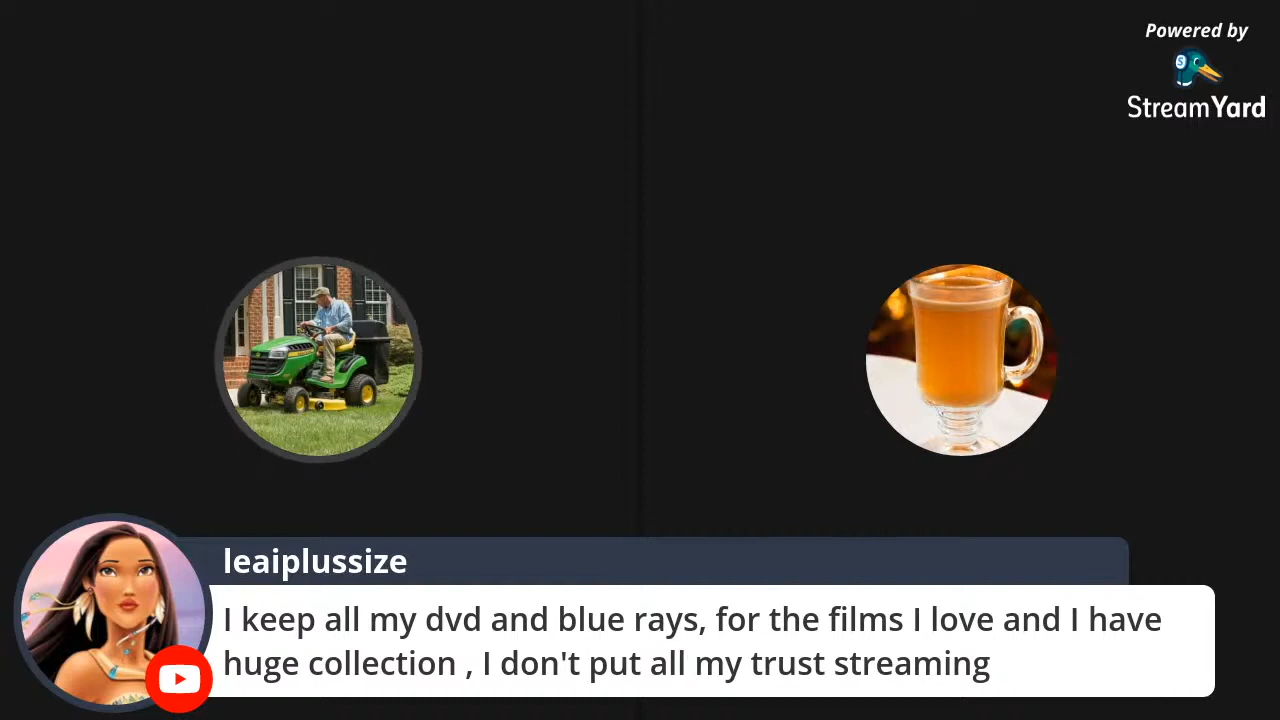 Powered by
StreamYard
leaiplussize
I keep all my dvd and blue rays, for the films I love and I have
huge collection , I don't put all my trust streaming